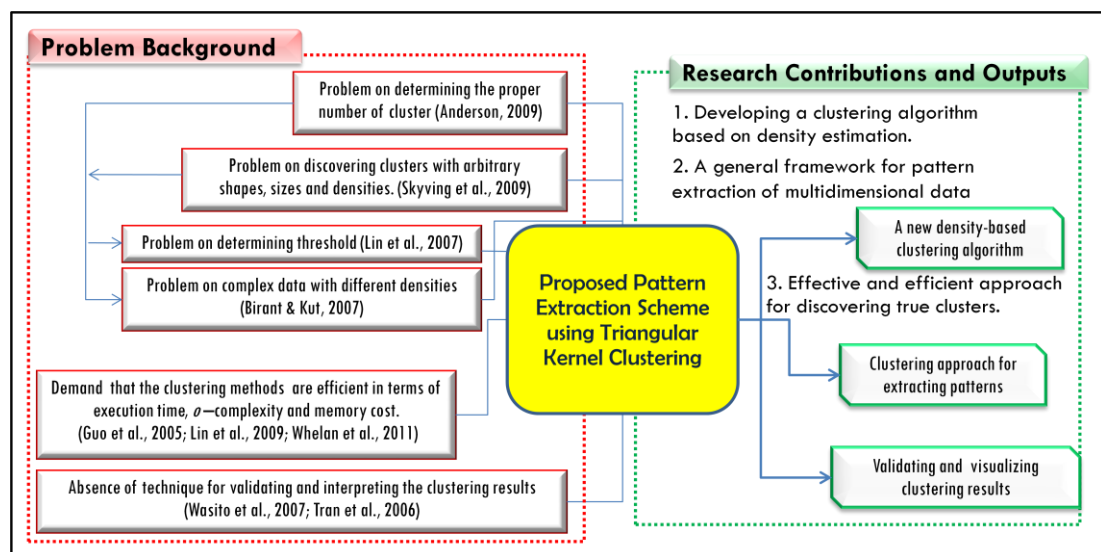 Problem Background
Problem on determining the proper
number of cluster (Anderson, 2009)
Problem on discovering clusters with arbitrary
shapes, sizes and densities. (Skyving et al., 2009)
Problem on determining threshold (Lin et al., 2007)
Problem on complex data with different densities
(Birant & Kut, 2007)
Demand that the clustering methods are efficient in terms of
execution time, o–complexity and memory cost.
(Guo et al., 2005; Lin et al., 2009; Whelan et al., 2011)
Absence of technique for validating and interpreting the clustering results
(Wasito et al., 2007; Tran et al., 2006)
Proposed Pattern
Extraction Scheme
using Triangular
Kernel Clustering
Research Contributions and Outputs
1. Developing a clustering algorithm
based on density estimation.
2. A general framework for pattern
extraction of multidimensional data
A new density-based
clustering algorithm
3. Effective and efficient approach
for discovering true clusters.
Clustering approach for
extracting patterns
Validating and visualizing
clustering results